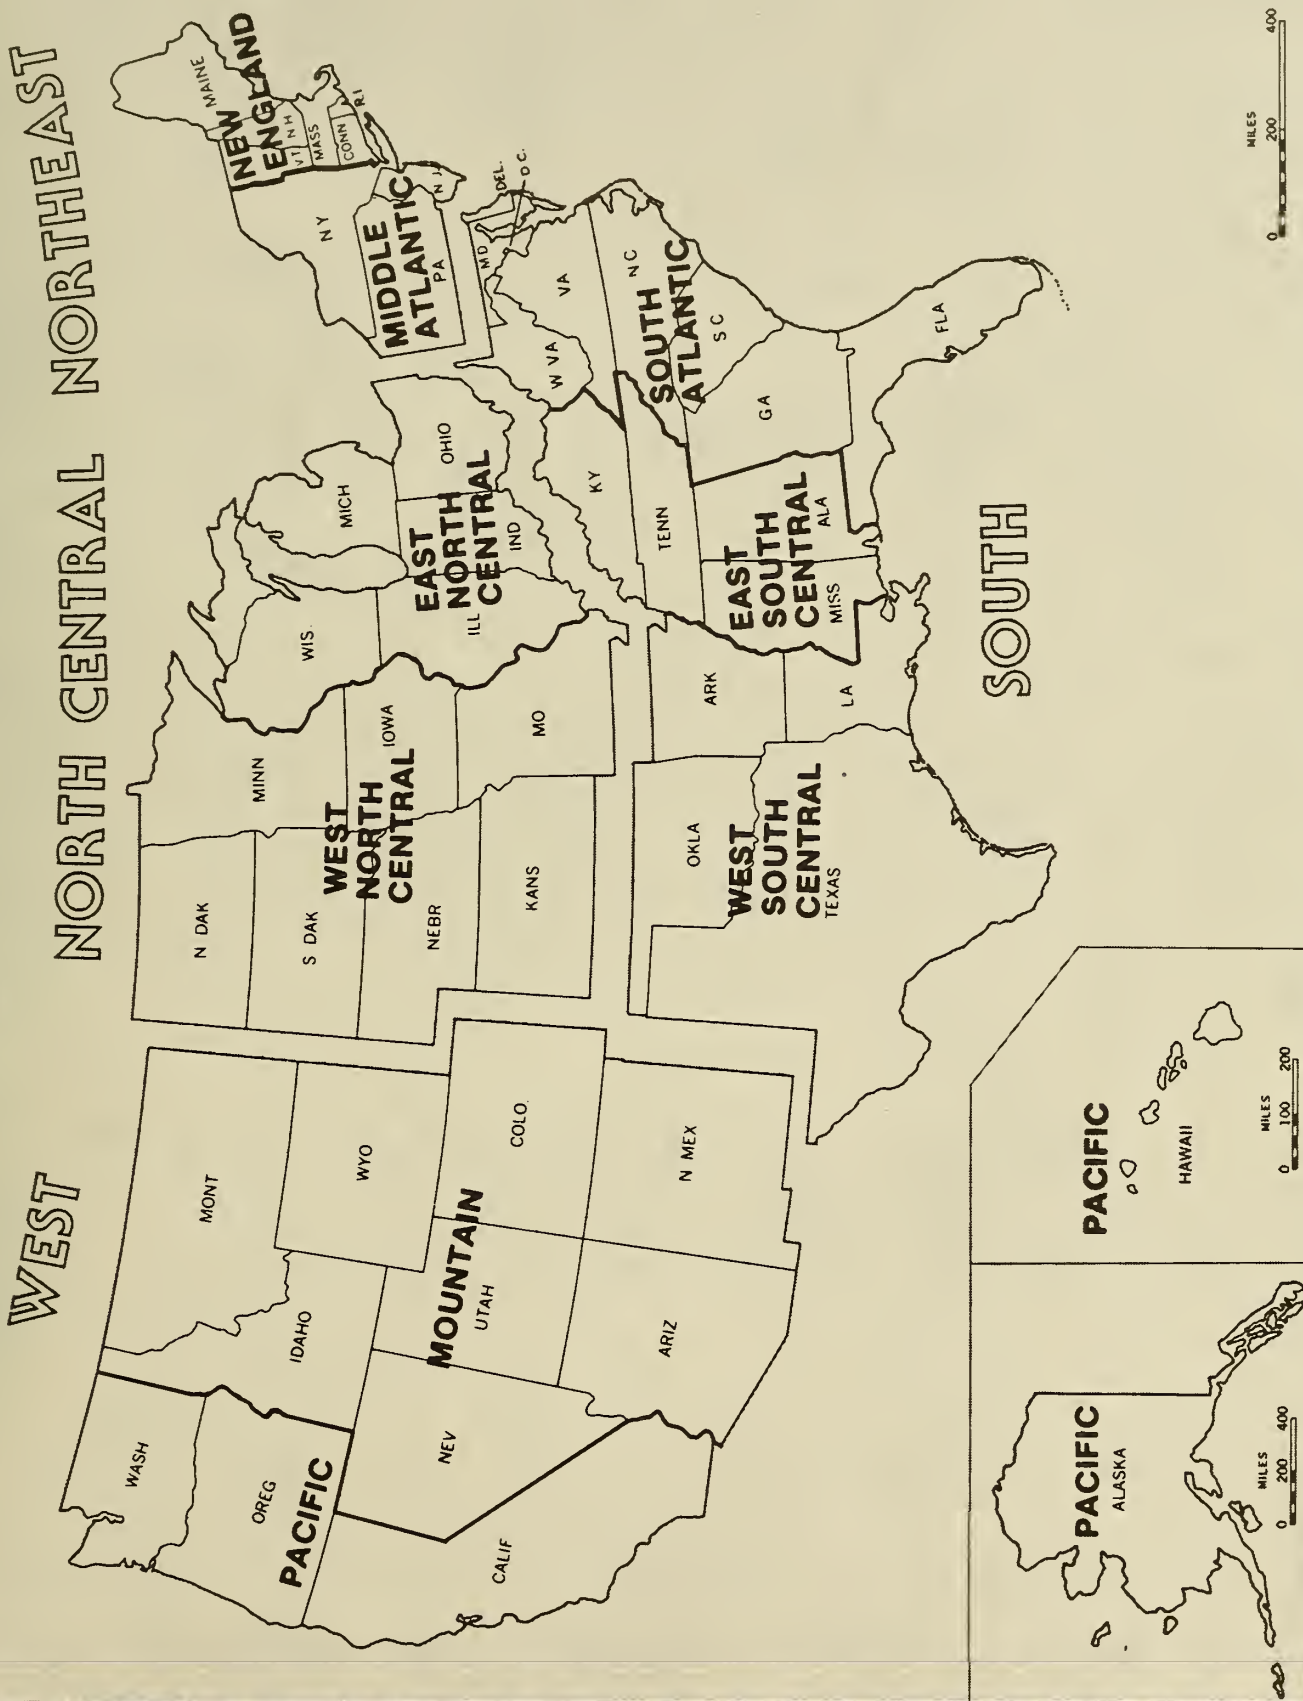 WEST
NORTH CENTRAL
NORTHEAST
SOUTH
PACIFIC
WASH
OREG
CALIF
MOUNTAIN
MONT
IDAHO
WYO
NEV
UTAH
COLO.
ARIZ
N MEX
WEST
NORTH
CENTRAL
N DAK
S DAK
NEBR
KANS
MINN
IOWA
MO
EAST
NORTH
CENTRAL
WIS.
MICH
ILL
IND
OHIO
WEST
SOUTH
CENTRAL
OKLA
TEXAS
ARK
LA
EAST
SOUTH
CENTRAL
KY
TENN
MISS
ALA
SOUTH
ATLANTIC
W VA
VA
MD
DEL.
D C.
N C
S C
GA
FLA
MIDDLE
ATLANTIC
N Y
PA
N J
NEW
ENGLAND
MAINE
VT
N H
MASS
CONN
R I
PACIFIC
ALASKA
MILES
0 200 400
PACIFIC
HAWAII
MILES
0 100 200
MILES
0 200 400